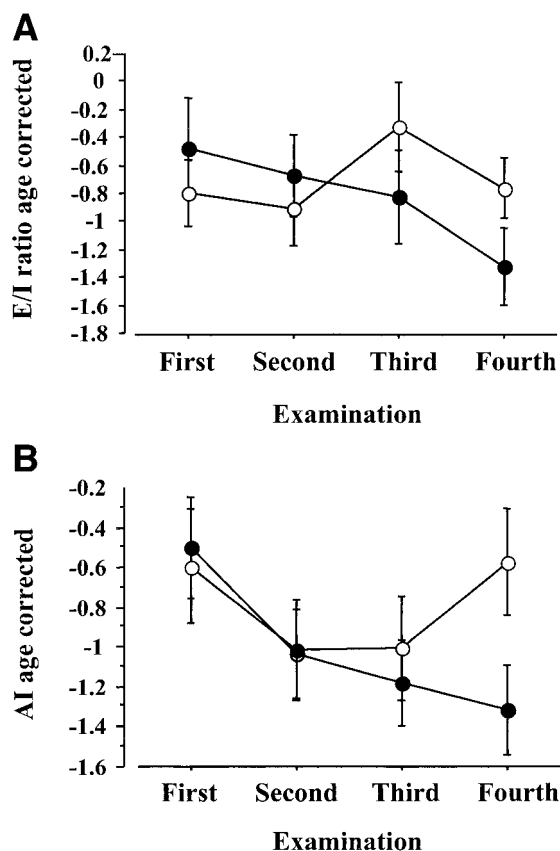 A
E/I ratio age corrected
0.2
0
-0.2
-0.4
-0.6
-0.8
-1
-1.2
-1.4
-1.6
-1.8
First Second Third Fourth
Examination
B
AI age corrected
-0.2
-0.4
-0.6
-0.8
-1
-1.2
-1.4
-1.6
First Second Third Fourth
Examination